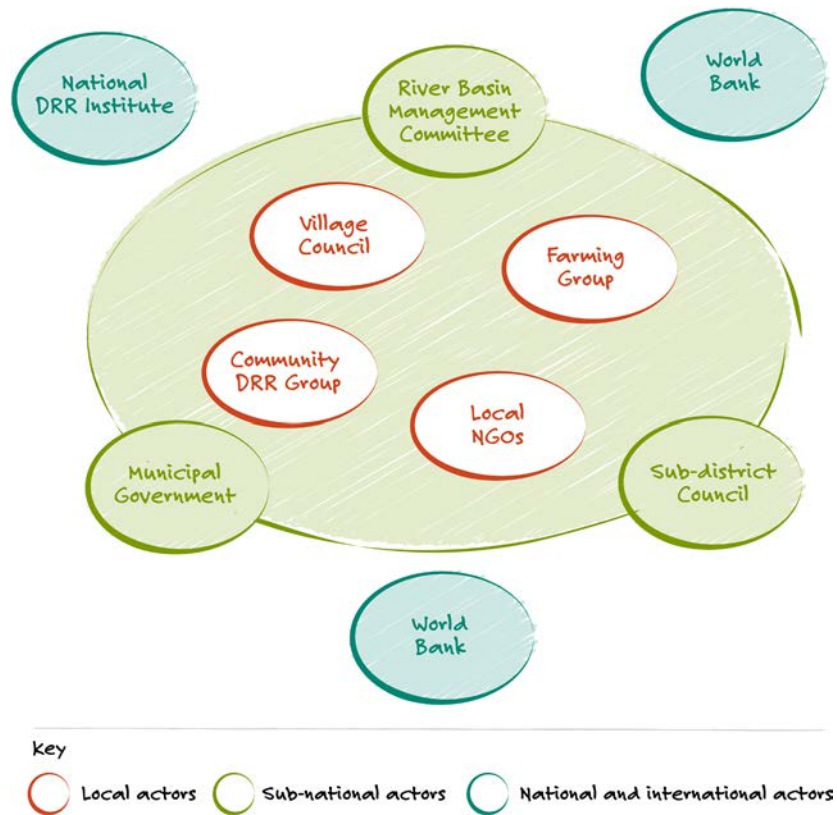 National
DRR Institute
River Basin
Management
Committee
World
Bank
Village
Council
Farming
Group
Community
DRR Group
Local
NGOs
Municipal
Government
Sub-district
Council
World
Bank
Key
Local actors
Sub-national actors
National and international actors